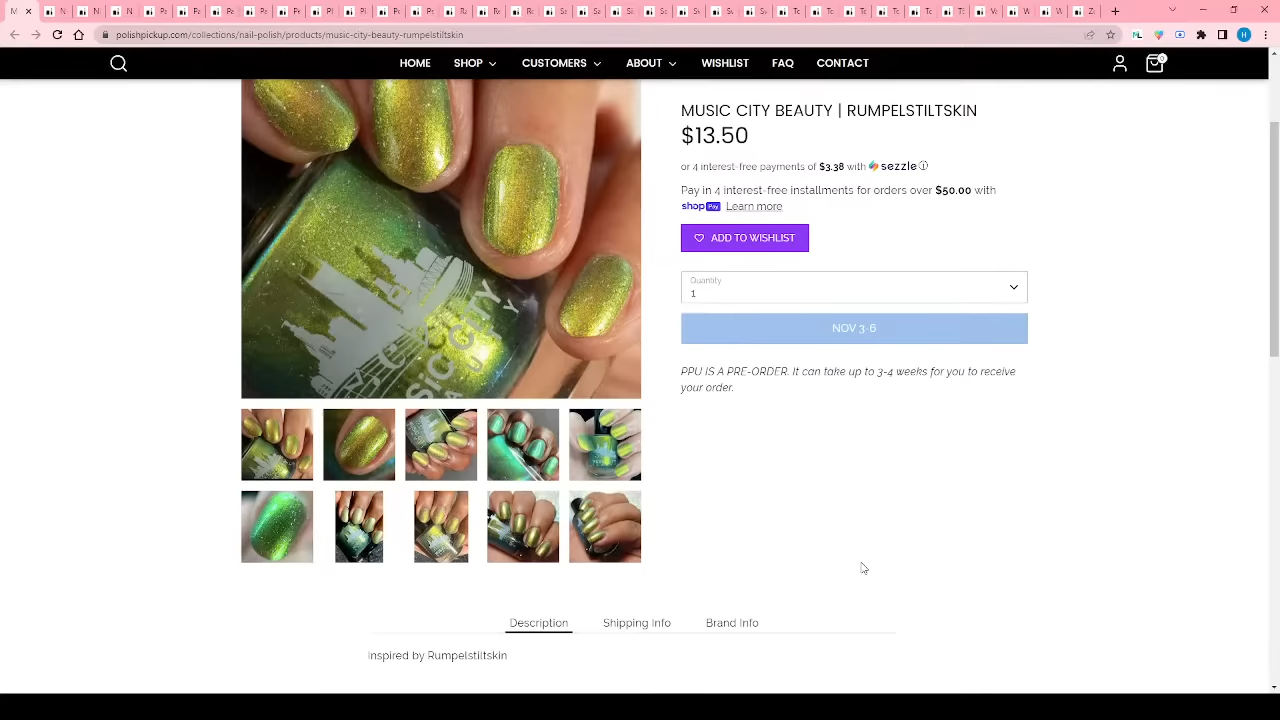 polishpickup.com/collections/nail-polish/products/music-city-beauty-rumpelstiltskin
HOME SHOP CUSTOMERS ABOUT WISHLIST FAQ CONTACT
0
MUSIC CITY BEAUTY | RUMPELSTILTSKIN
$13.50
or 4 interest-free payments of $3.38 with sezzle
Pay in 4 interest-free installments for orders over $50.00 with
shop Pay Learn more
ADD TO WISHLIST
Quantity
1
NOV 3-6
PPU IS A PRE-ORDER. It can take up to 3-4 weeks for you to receive
your order.
MUSIC CITY
BEAUTY
Description Shipping Info Brand Info
Inspired by Rumpelstiltskin